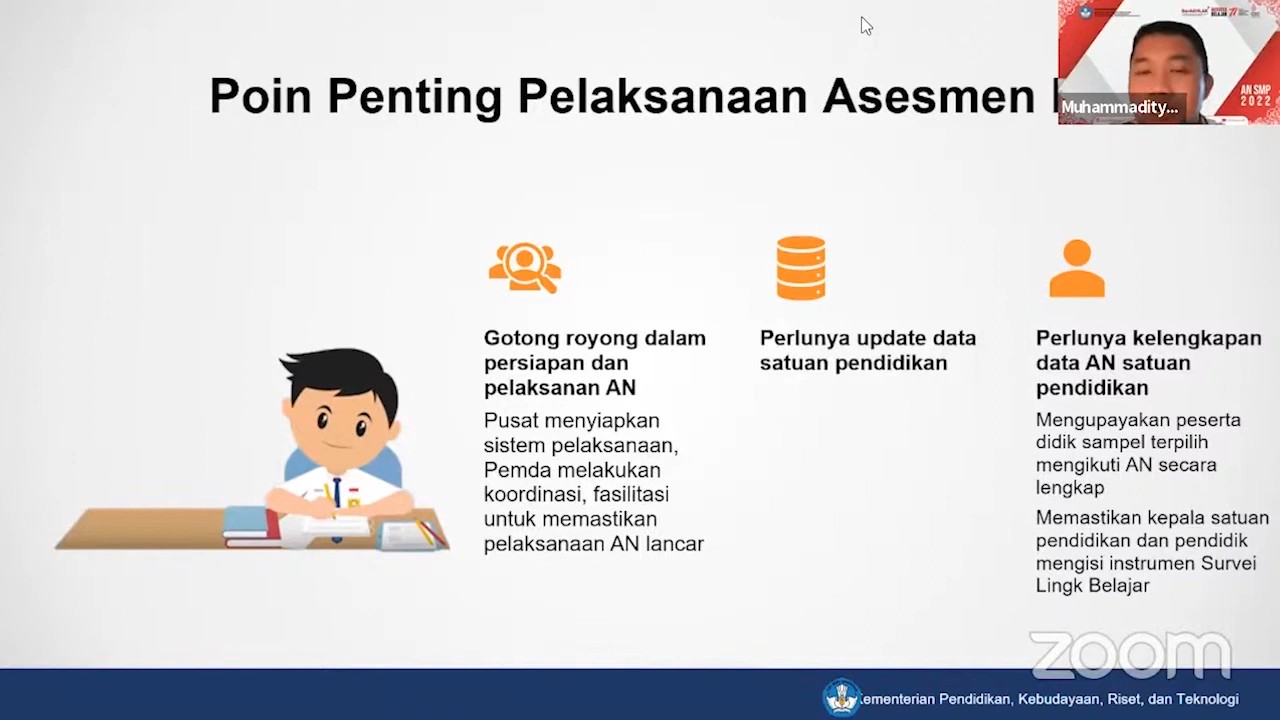 Poin Penting Pelaksanaan Asesmen
Muhammadity...
AN SMP
2022
Gotong royong dalam
persiapan dan
pelaksanan AN
Pusat menyiapkan
sistem pelaksanaan,
Pemda melakukan
koordinasi, fasilitasi
untuk memastikan
pelaksanaan AN lancar
Perlunya update data
satuan pendidikan
Perlunya kelengkapan
data AN satuan
pendidikan
Mengupayakan peserta
didik sampel terpilih
mengikuti AN secara
lengkap
Memastikan kepala satuan
pendidikan dan pendidik
mengisi instrumen Survei
Lingk Belajar
zoom
Kementerian Pendidikan, Kebudayaan, Riset, dan Teknologi